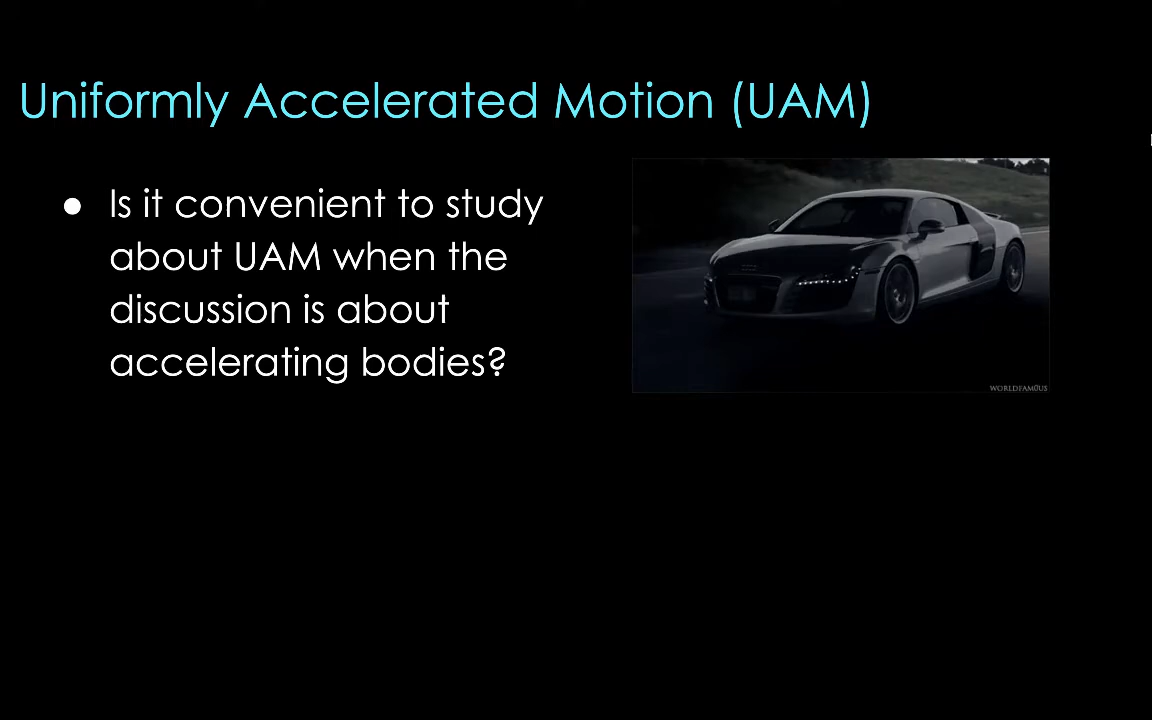 Uniformly Accelerated Motion (UAM)
● Is it convenient to study
about UAM when the
discussion is about
accelerating bodies?
WORLDFAMOUS